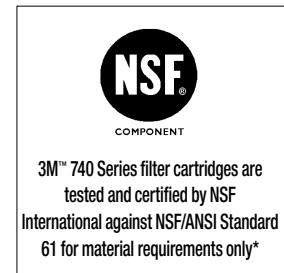 NSF®
COMPONENT
3M™ 740 Series filter cartridges are
tested and certified by NSF
International against NSF/ANSI Standard
61 for material requirements only*